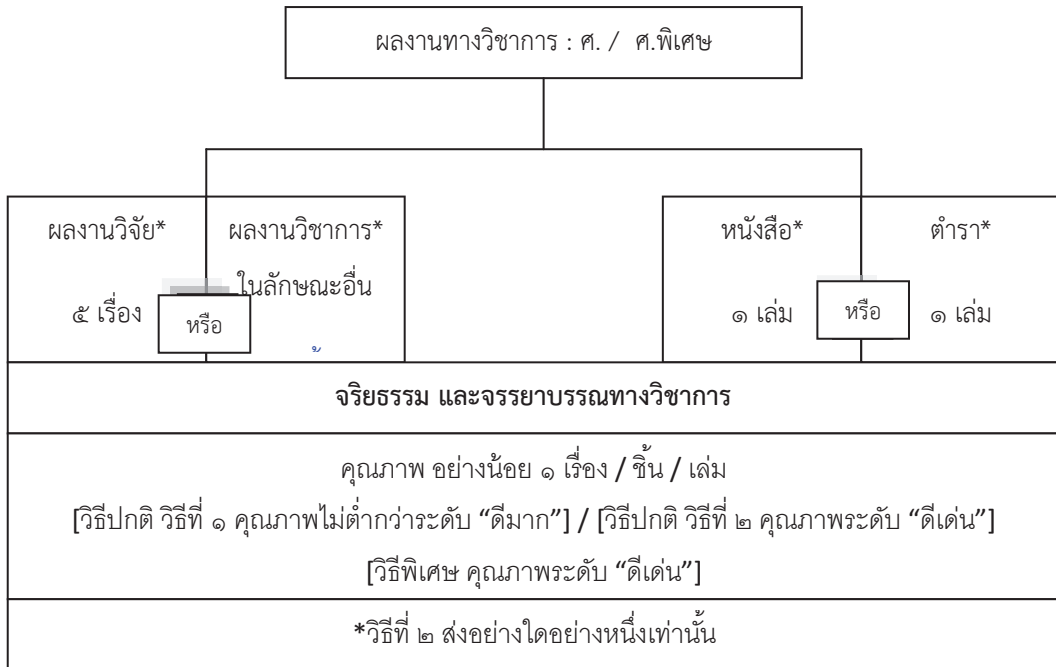 ผลงานทางวิชาการ : ศ. / ศ.พิเศษ
ผลงานวิจัย*
๕ เรื่อง
หรือ
ผลงานวิชาการ*
ในลักษณะอื่น
หนังสือ*
๑ เล่ม
หรือ
ตำรา*
๑ เล่ม
จริยธรรม และจรรยาบรรณทางวิชาการ
คุณภาพ อย่างน้อย ๑ เรื่อง / ชิ้น / เล่ม
[วิธีปกติ วิธีที่ ๑ คุณภาพไม่ต่ำกว่าระดับ “ดีมาก”] / [วิธีปกติ วิธีที่ ๒ คุณภาพระดับ “ดีเด่น”]
[วิธีพิเศษ คุณภาพระดับ “ดีเด่น”]
*วิธีที่ ๒ ส่งอย่างใดอย่างหนึ่งเท่านั้น